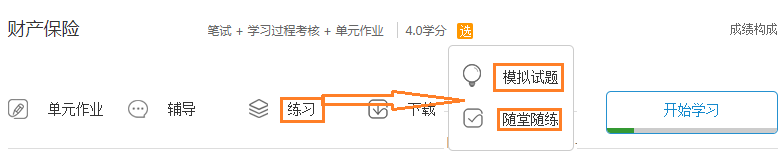 财产保险
笔试 + 学习过程考核 + 单元作业 4.0学分 选
成绩构成
单元作业 辅导 练习 下载
模拟试题
随堂随练
开始学习